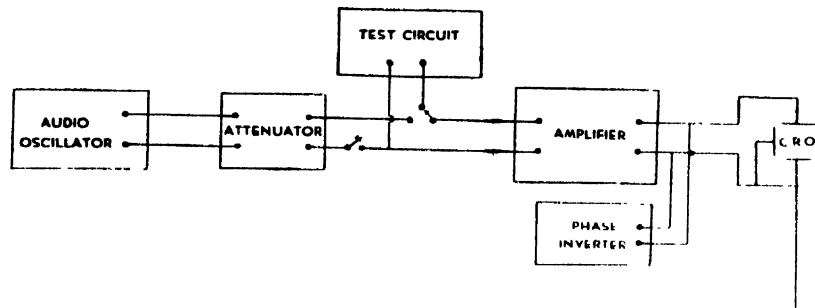 TEST CIRCUIT
AUDIO
OSCILLATOR
ATTENUATOR
AMPLIFIER
C R O
PHASE
INVERTER